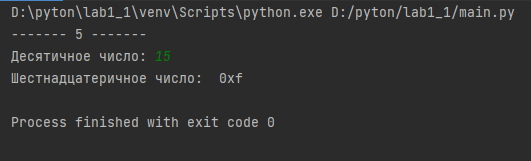 D:\pyton\lab1_1\venv\Scripts\python.exe D:/pyton/lab1_1/main.py
------- 5 -------
Десятичное число: 15
Шестнадцатеричное число:  0xf
Process finished with exit code 0